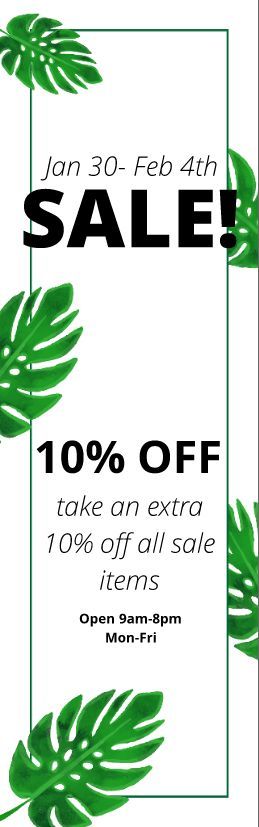 Jan 30- Feb 4th
SALE!
10% OFF
take an extra
10% off all sale
items
Open 9am-8pm
Mon-Fri